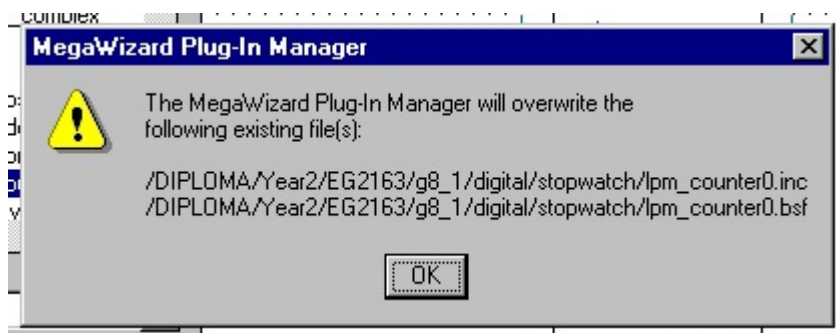 complex
MegaWizard Plug-In Manager
The MegaWizard Plug-In Manager will overwrite the
following existing file(s):
/DIPLOMA/Year2/EG2163/g8_1/digital/stopwatch/lpm_counter0.inc
/DIPLOMA/Year2/EG2163/g8_1/digital/stopwatch/lpm_counter0.bsf
OK